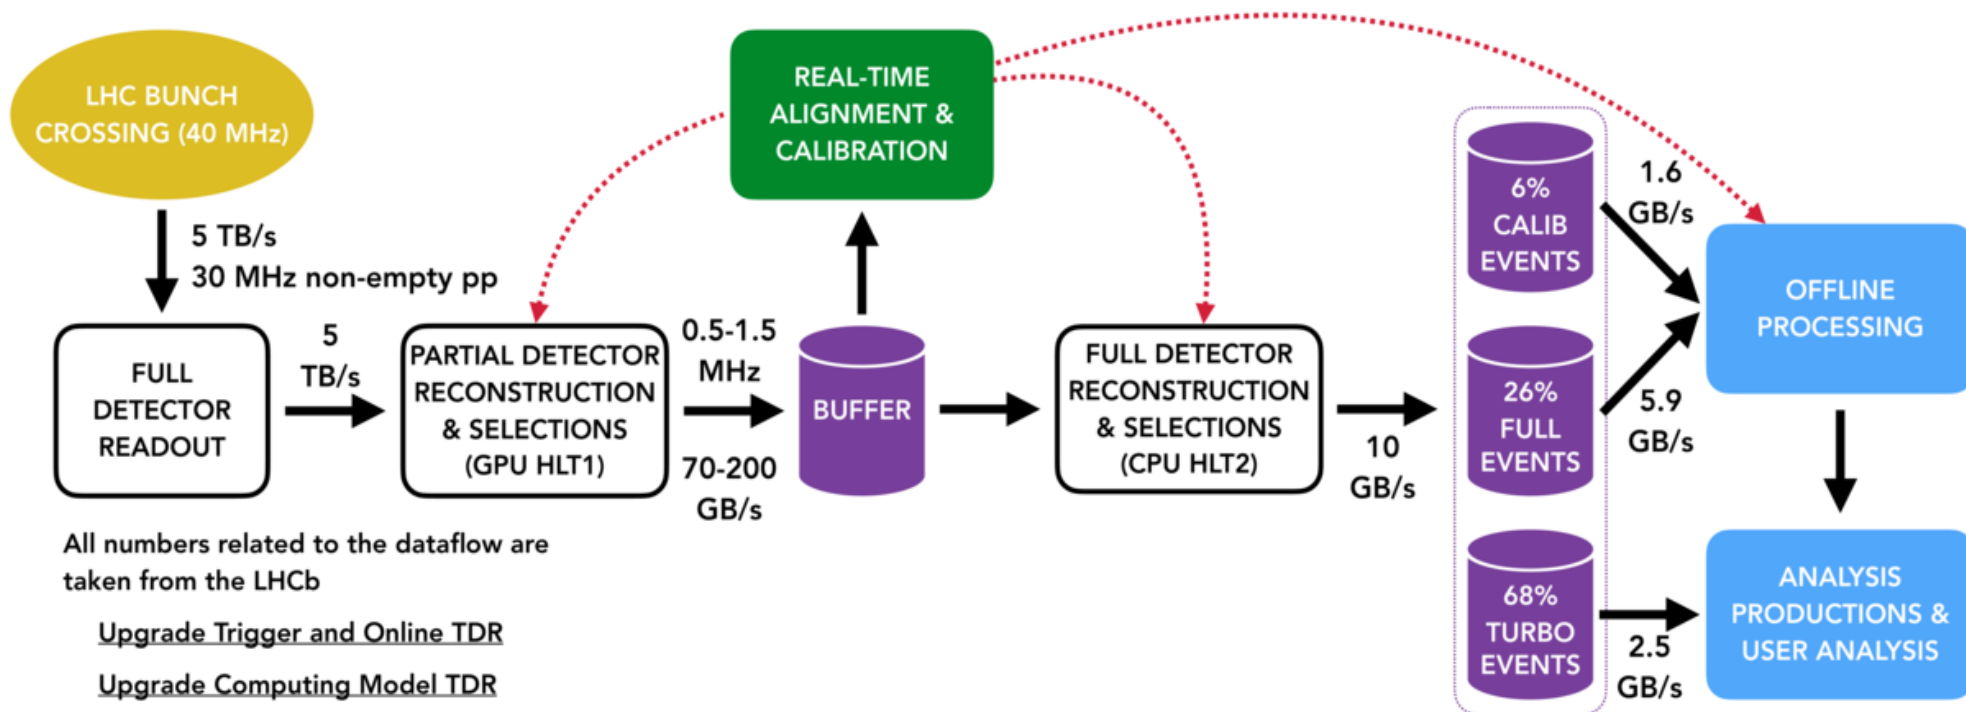 LHC BUNCH
CROSSING (40 MHz)
5 TB/s
30 MHz non-empty pp
FULL
DETECTOR
READOUT
5
TB/s
PARTIAL DETECTOR
RECONSTRUCTION
& SELECTIONS
(GPU HLT1)
0.5-1.5
MHz
70-200
GB/s
BUFFER
REAL-TIME
ALIGNMENT &
CALIBRATION
FULL DETECTOR
RECONSTRUCTION
& SELECTIONS
(CPU HLT2)
10
GB/s
6%
CALIB
EVENTS
1.6
GB/s
26%
FULL
EVENTS
5.9
GB/s
68%
TURBO
EVENTS
2.5
GB/s
OFFLINE
PROCESSING
ANALYSIS
PRODUCTIONS &
USER ANALYSIS
All numbers related to the dataflow are
taken from the LHCb
Upgrade Trigger and Online TDR
Upgrade Computing Model TDR